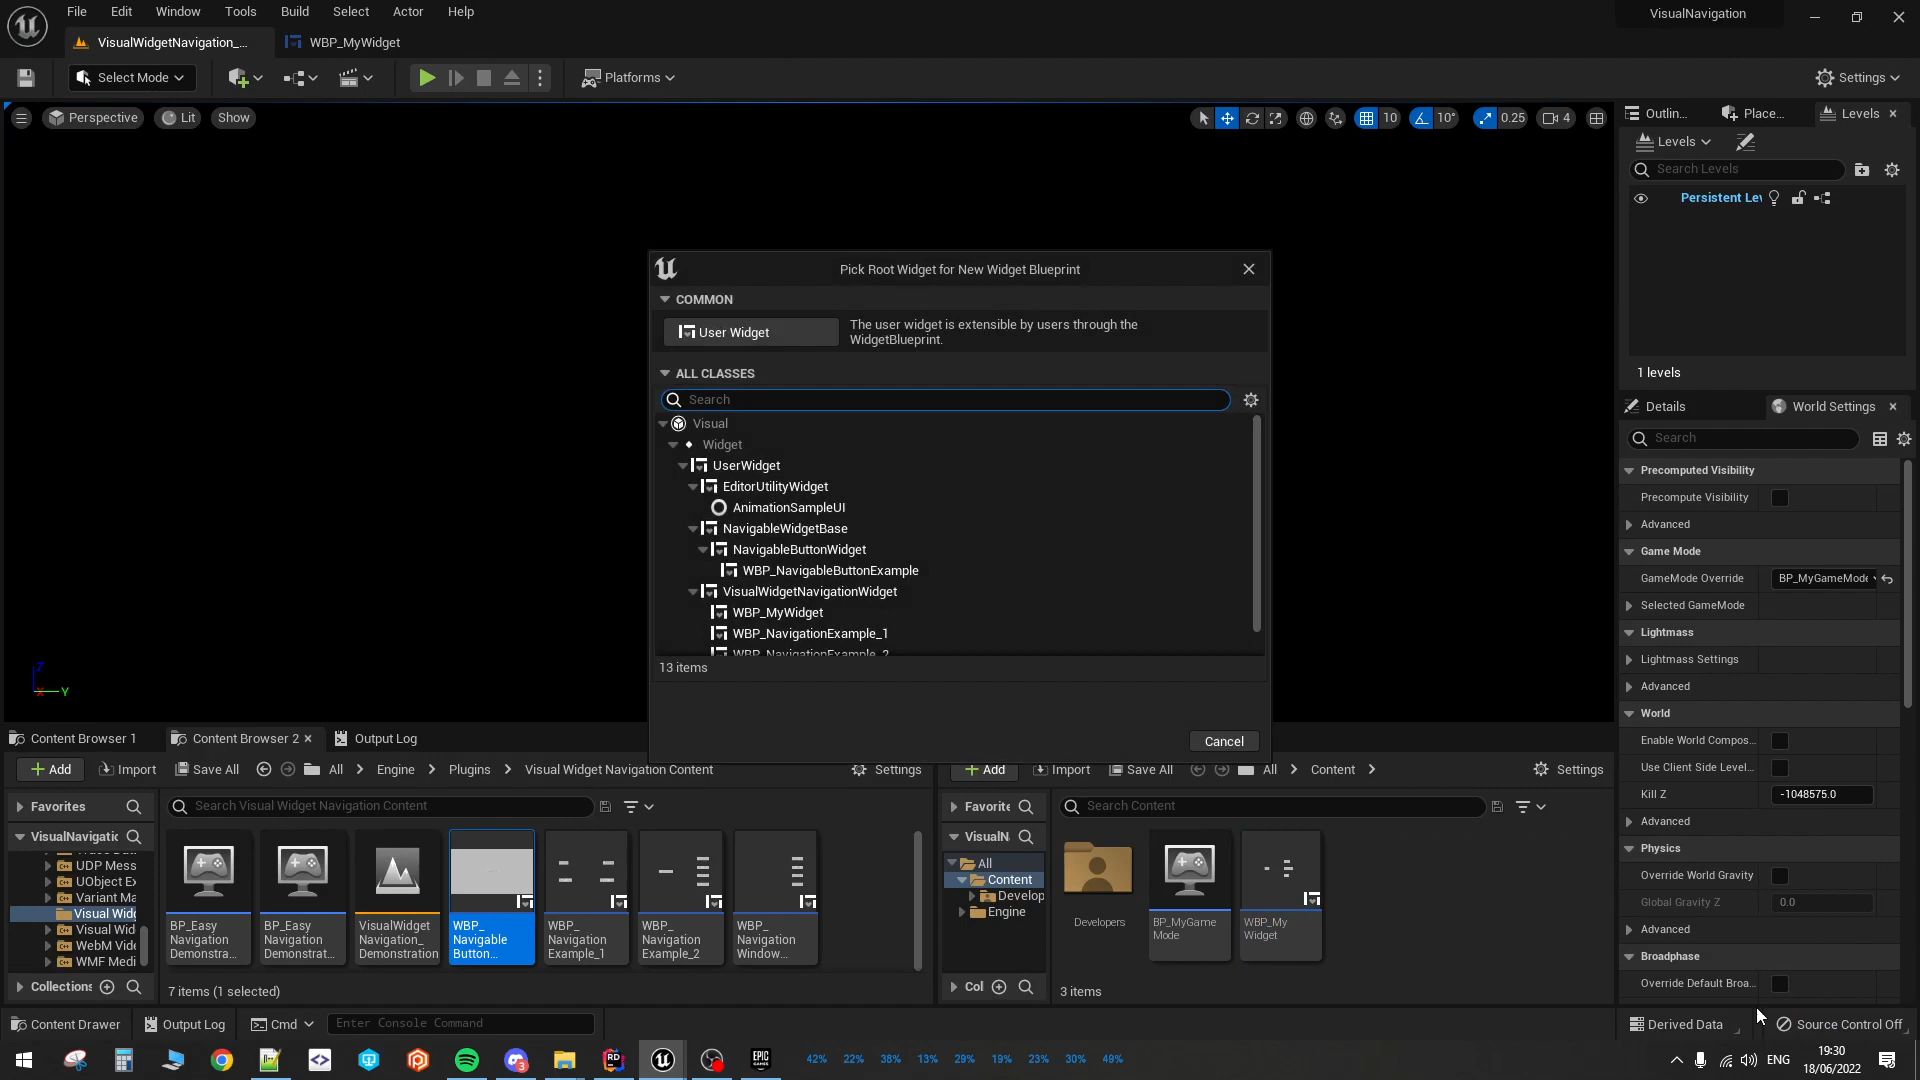 File Edit Window Tools Build Select Actor Help
VisualNavigation
VisualWidgetNavigation_...
WBP_MyWidget
Select Mode
Platforms
Settings
Perspective
Lit
Show
10
10°
0.25
4
Outlin...
Place...
Levels
Levels
Search Levels
Persistent Lev
1 levels
Pick Root Widget for New Widget Blueprint
COMMON
User Widget
The user widget is extensible by users through the
WidgetBlueprint.
ALL CLASSES
Search
Visual
Widget
UserWidget
EditorUtilityWidget
AnimationSampleUI
NavigableWidgetBase
NavigableButtonWidget
WBP_NavigableButtonExample
VisualWidgetNavigationWidget
WBP_MyWidget
WBP_NavigationExample_1
WBP_NavigationExample_2
13 items
Cancel
Details
World Settings
Search
Precomputed Visibility
Precompute Visibility
Advanced
Game Mode
GameMode Override
BP_MyGameMode
Selected GameMode
Lightmass
Lightmass Settings
Advanced
World
Enable World Compos...
Use Client Side Level...
Kill Z
-1048575.0
Advanced
Physics
Override World Gravity
Global Gravity Z
0.0
Advanced
Broadphase
Override Default Broa...
Z
X
Y
Content Browser 1
Content Browser 2
Output Log
Add
Import
Save All
All
Engine
Plugins
Visual Widget Navigation Content
Settings
Favorites
Search Visual Widget Navigation Content
VisualNavigatic
UDP Mess
UObject Ex
Variant Ma
Visual Widg
Visual Wid
WebM Vide
WMF Medi
Collections
BP_Easy
Navigation
Demonstra...
BP_Easy
Navigation
Demonstrat...
VisualWidget
Navigation_
Demonstration
WBP_
Navigable
Button...
WBP_
Navigation
Example_1
WBP_
Navigation
Example_2
WBP_
Navigation
Window...
7 items (1 selected)
Add
Import
Save All
All
Content
Settings
Favorite
Search Content
VisualN
All
Content
Develop
Engine
Col
Developers
BP_MyGame
Mode
WBP_My
Widget
3 items
Content Drawer
Output Log
Cmd
Enter Console Command
Derived Data
Source Control Off
RD
EPIC
GAMES
3
42% 22% 38% 13% 29% 19% 23% 30% 49%
ENG
19:30
18/06/2022